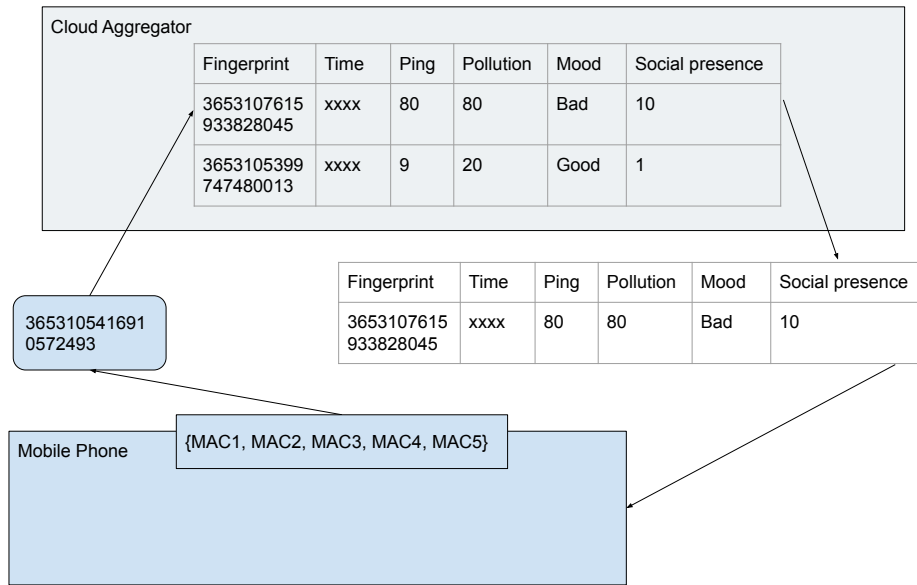 Cloud Aggregator
Fingerprint Time Ping Pollution Mood Social presence
3653107615 xxxx 80 80 Bad 10
933828045
3653105399 xxxx 9 20 Good 1
747480013
Fingerprint Time Ping Pollution Mood Social presence
3653107615 xxxx 80 80 Bad 10
933828045
365310541691
0572493
{MAC1, MAC2, MAC3, MAC4, MAC5}
Mobile Phone